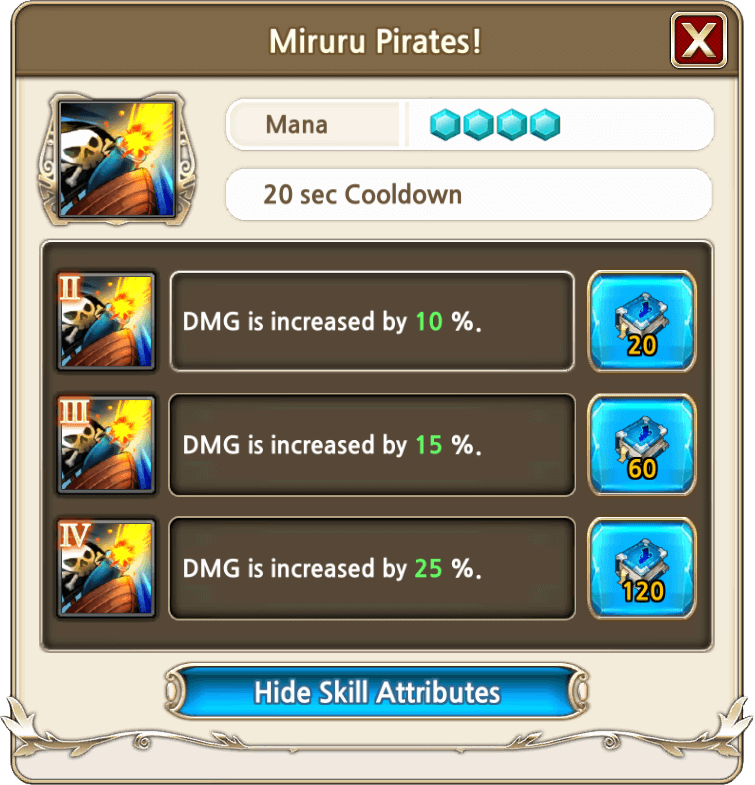 Miruru Pirates!
X
Mana
20 sec Cooldown
II
DMG is increased by 10 %.
20
III
DMG is increased by 15 %.
60
IV
DMG is increased by 25 %.
120
Hide Skill Attributes